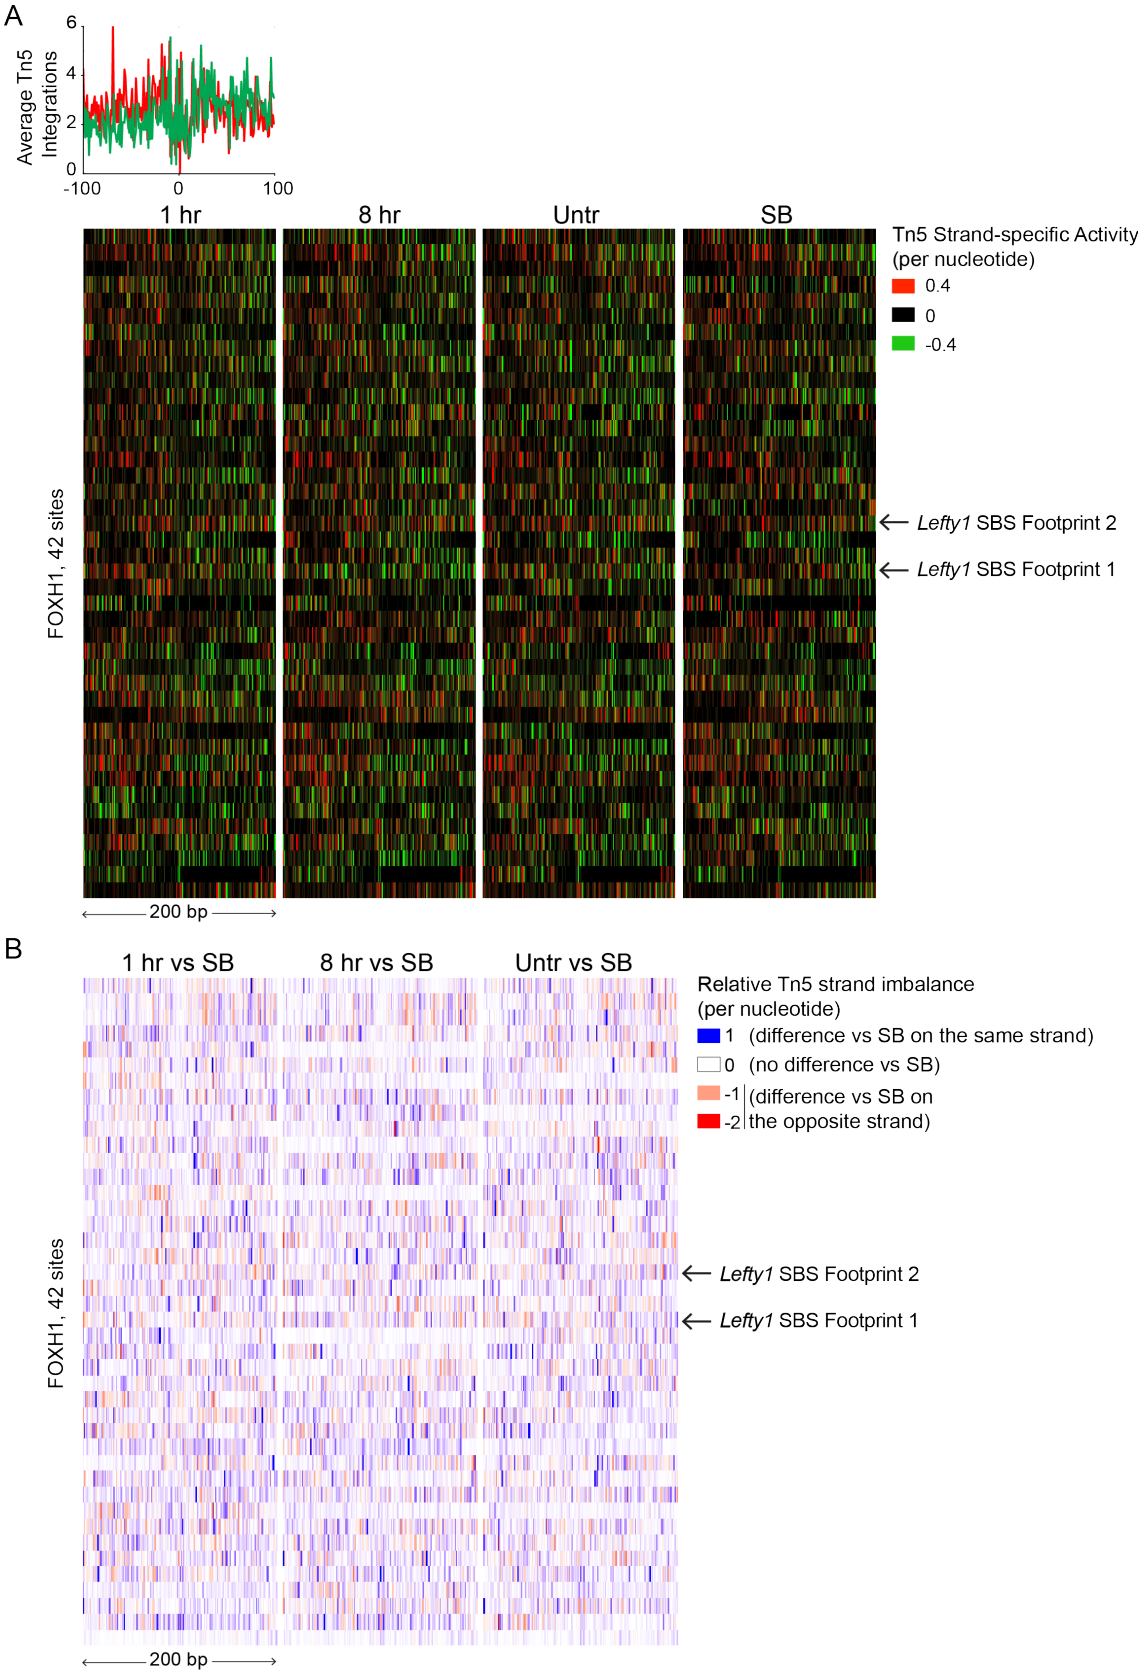 A
Average Tn5
Integrations
6
4
2
0
-100
0
100
1 hr
8 hr
Untr
SB
Tn5 Strand-specific Activity
(per nucleotide)
0.4
0
-0.4
FOXH1, 42 sites
Lefty1 SBS Footprint 2
Lefty1 SBS Footprint 1
200 bp
B
1 hr vs SB
8 hr vs SB
Untr vs SB
Relative Tn5 strand imbalance
(per nucleotide)
1 (difference vs SB on the same strand)
0 (no difference vs SB)
-1 (difference vs SB on
-2 the opposite strand)
FOXH1, 42 sites
Lefty1 SBS Footprint 2
Lefty1 SBS Footprint 1
200 bp